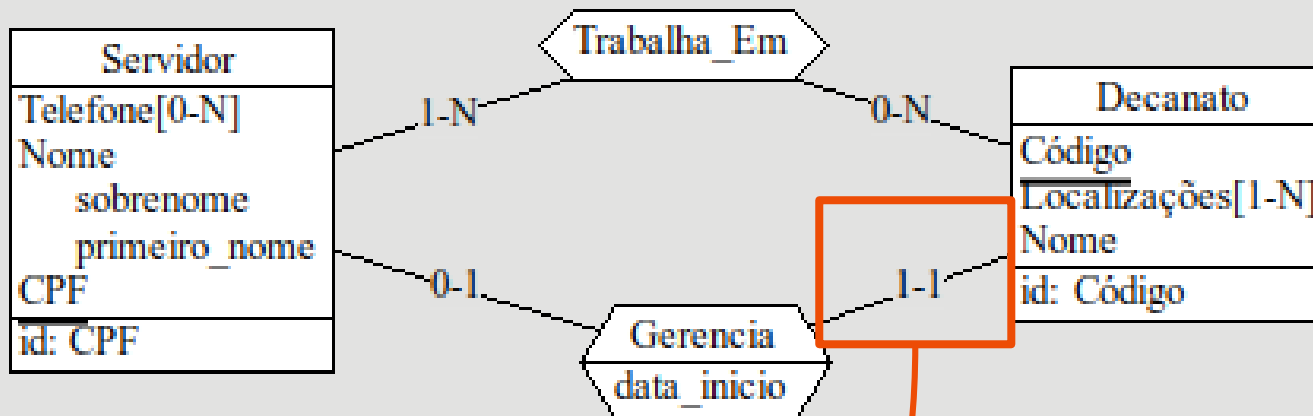 Servidor
Telefone[0-N]
Nome
sobrenome
primeiro_nome
CPF
id: CPF
Trabalha_Em
1-N
0-N
0-1
1-1
Gerencia
data_inicio
Decanato
Código
Localizações[1-N]
Nome
id: Código